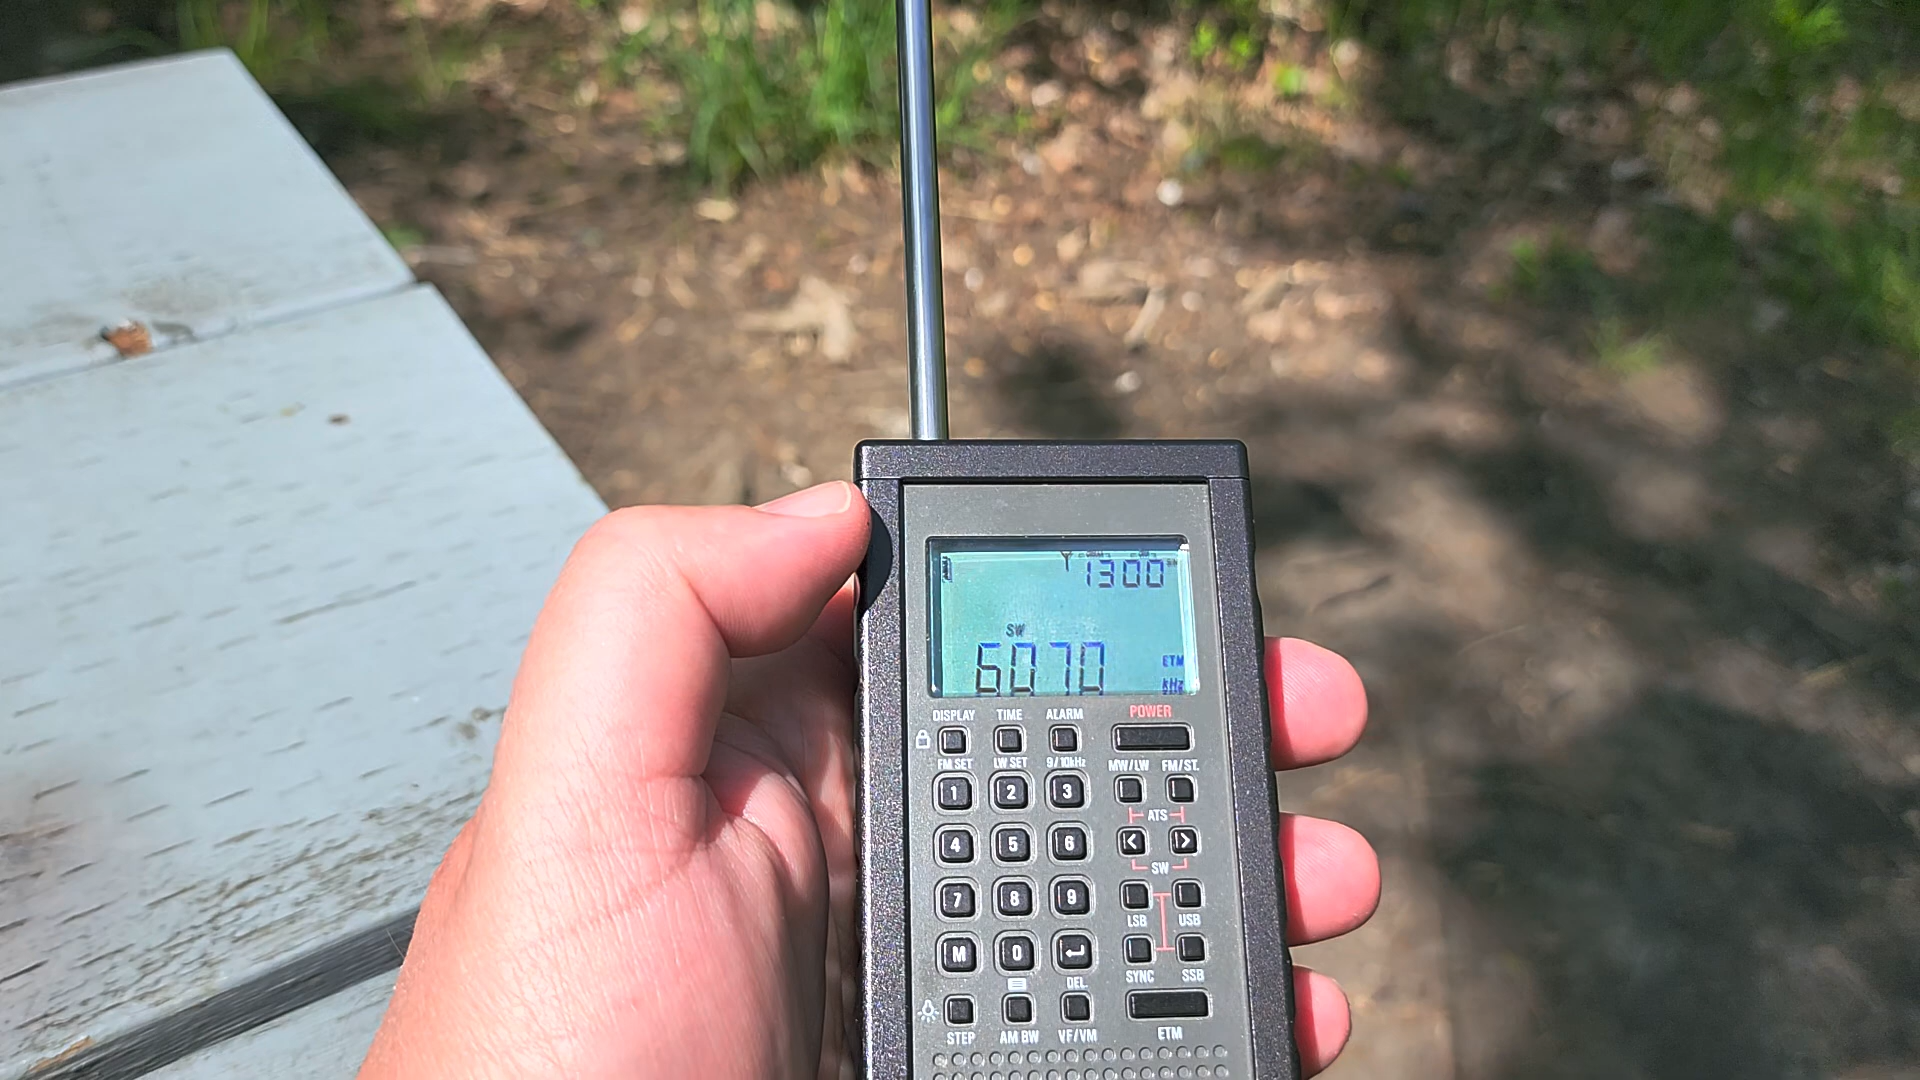 1300
SW
6070
ETM
kHz
DISPLAY TIME ALARM POWER
FM SET LW SET 9/10kHz MW/LW FM/ST.
1 2 3
ATS
4 5 6 < >
SW
7 8 9
LSB USB
M 0
SYNC SSB
DEL
STEP AM BW VF/VM ETM